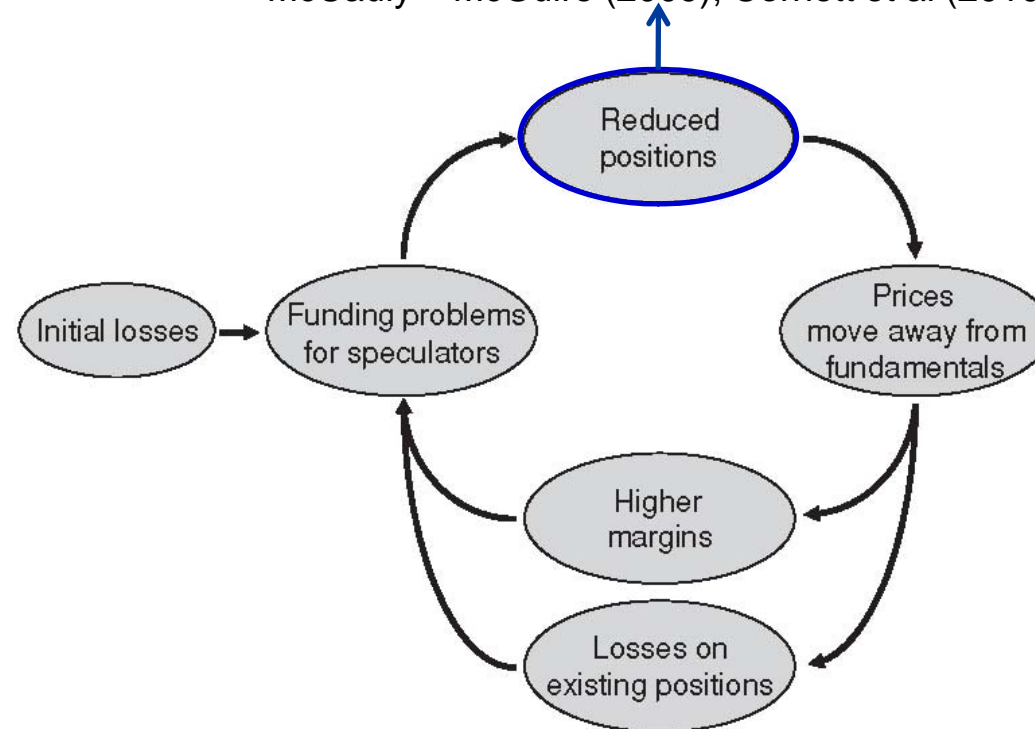 Reduced
positions
Initial losses
Funding problems
for speculators
Prices
move away from
fundamentals
Higher
margins
Losses on
existing positions